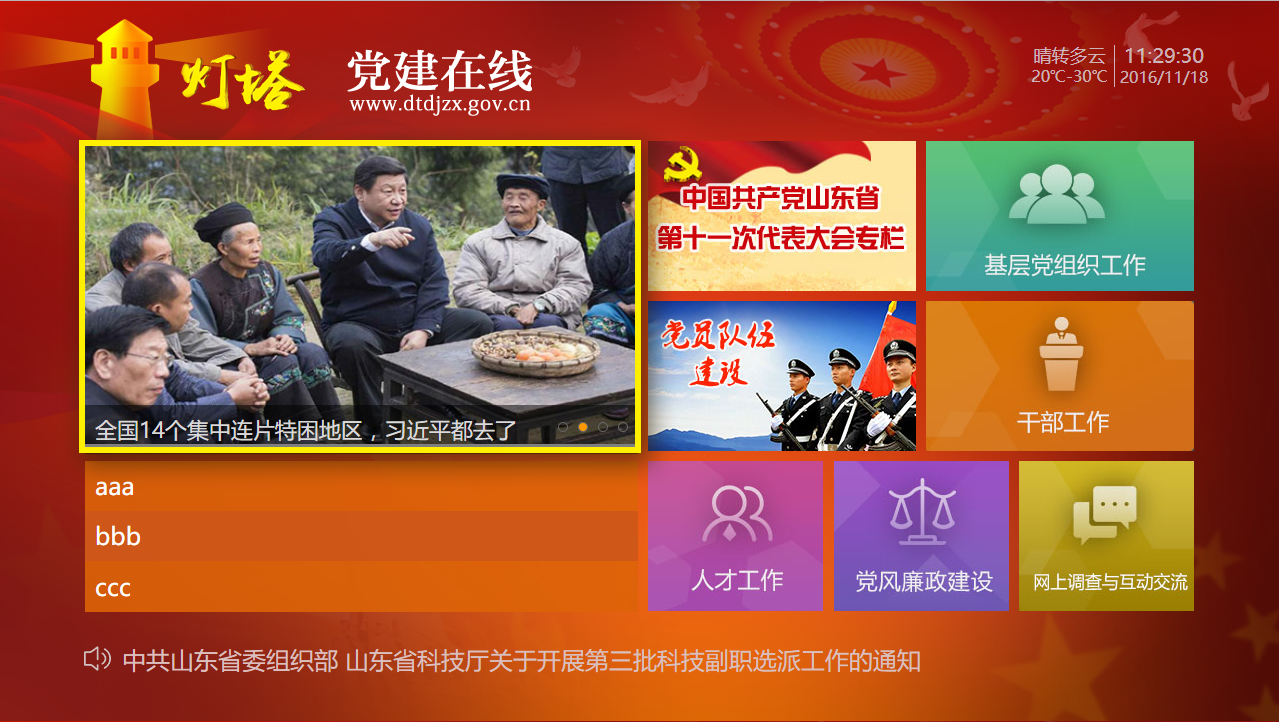 灯塔
党建在线
www.dtdjzx.gov.cn
晴转多云
20℃-30℃
11:29:30
2016/11/18
全国14个集中连片特困地区，习近平都去了
中国共产党山东省
第十一次代表大会专栏
基层党组织工作
党员队伍
建设
干部工作
aaa
bbb
ccc
人才工作
党风廉政建设
网上调查与互动交流
中共山东省委组织部 山东省科技厅关于开展第三批科技副职选派工作的通知